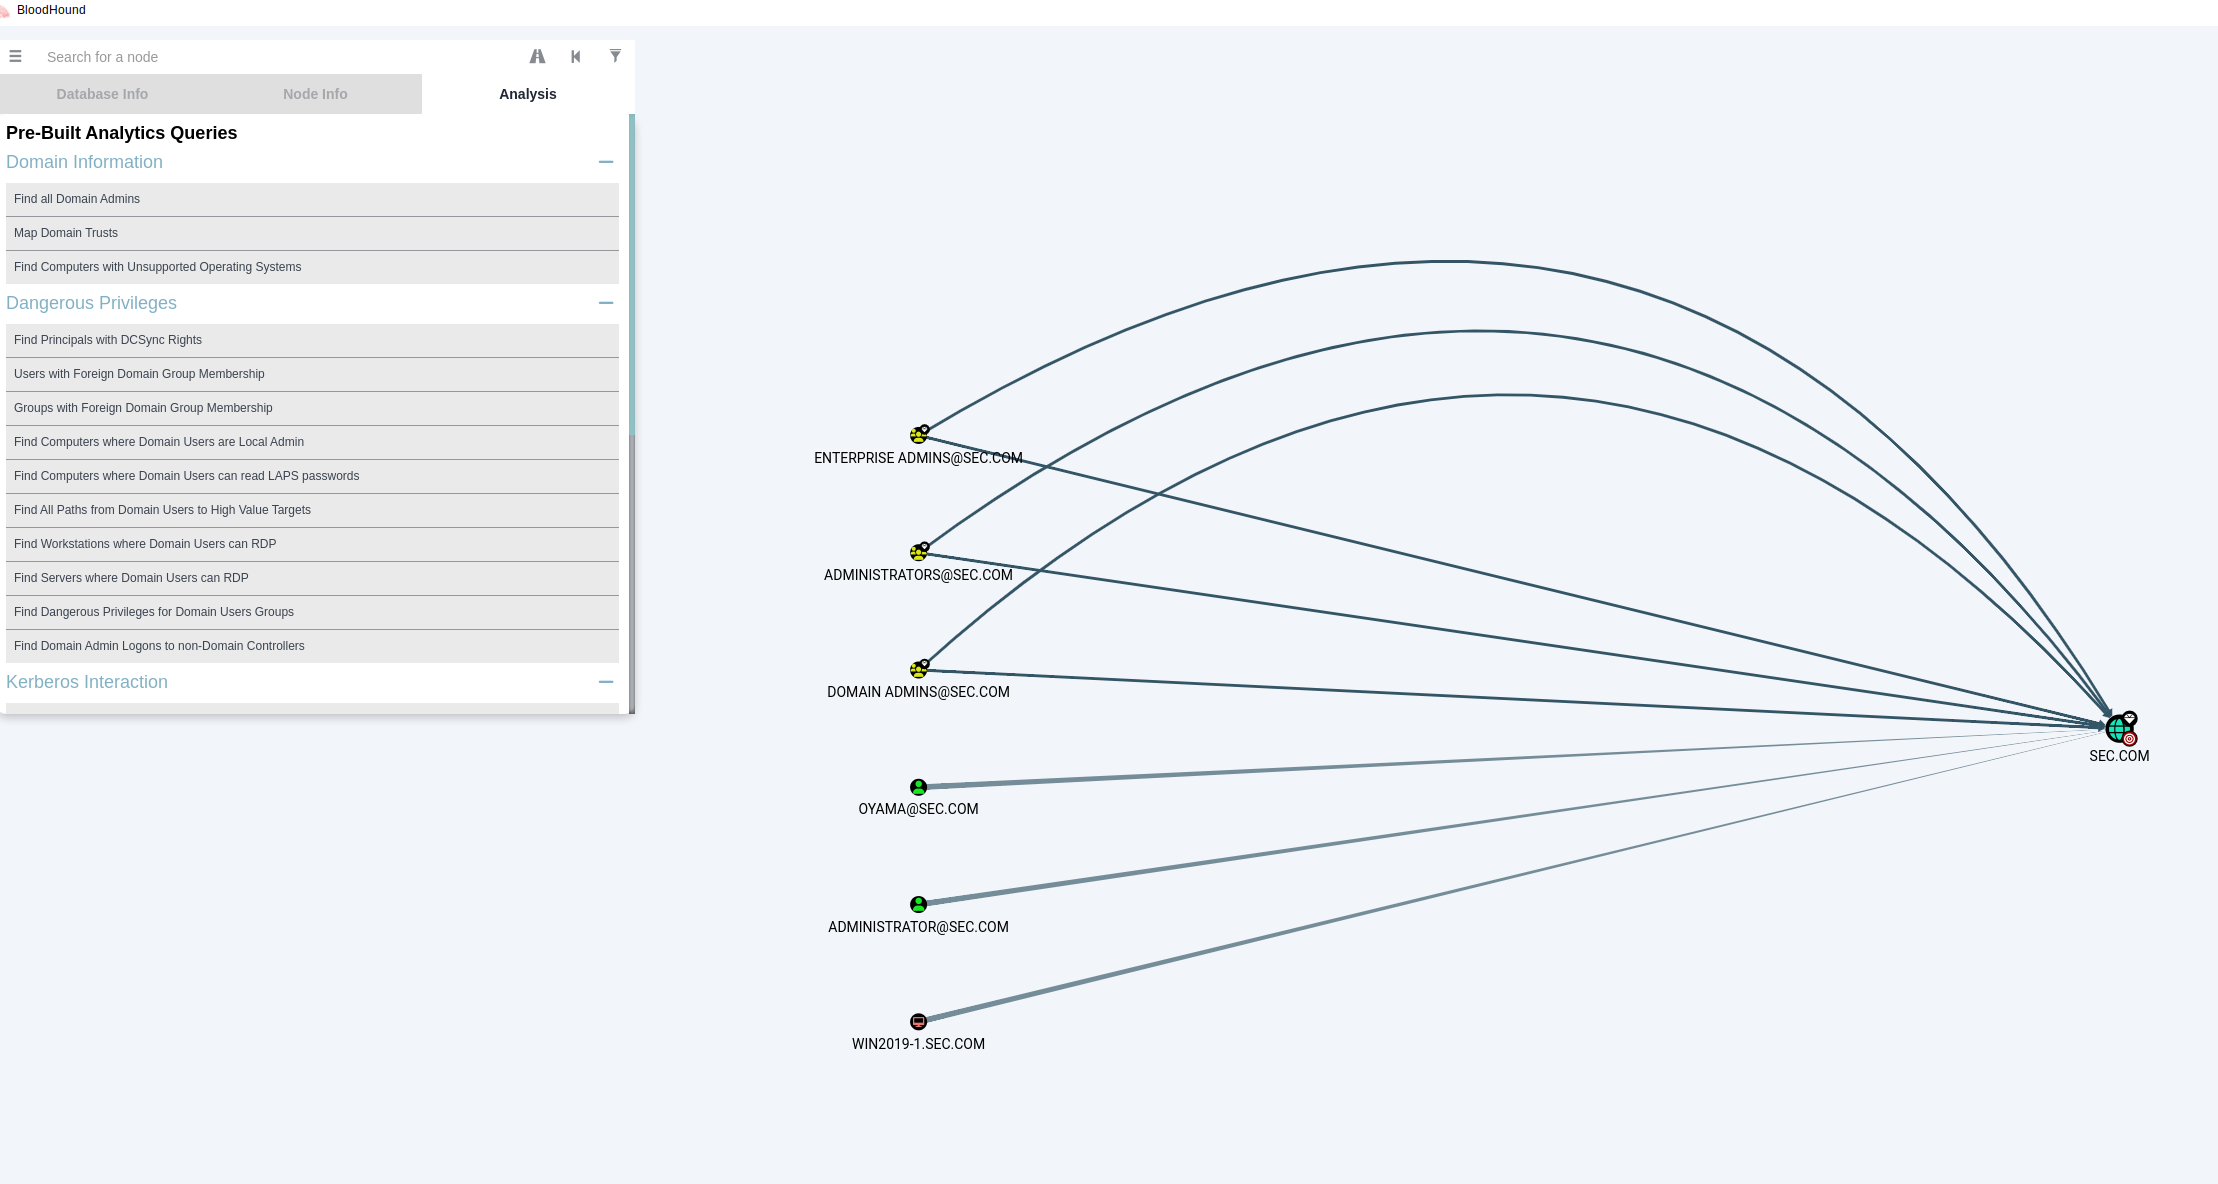 BloodHound
Search for a node
Database Info
Node Info
Analysis
Pre-Built Analytics Queries
Domain Information
Find all Domain Admins
Map Domain Trusts
Find Computers with Unsupported Operating Systems
Dangerous Privileges
Find Principals with DCSync Rights
Users with Foreign Domain Group Membership
Groups with Foreign Domain Group Membership
Find Computers where Domain Users are Local Admin
Find Computers where Domain Users can read LAPS passwords
Find All Paths from Domain Users to High Value Targets
Find Workstations where Domain Users can RDP
Find Servers where Domain Users can RDP
Find Dangerous Privileges for Domain Users Groups
Find Domain Admin Logons to non-Domain Controllers
Kerberos Interaction
ENTERPRISE ADMINS@SEC.COM
ADMINISTRATORS@SEC.COM
DOMAIN ADMINS@SEC.COM
SEC.COM
OYAMA@SEC.COM
ADMINISTRATOR@SEC.COM
WIN2019-1.SEC.COM